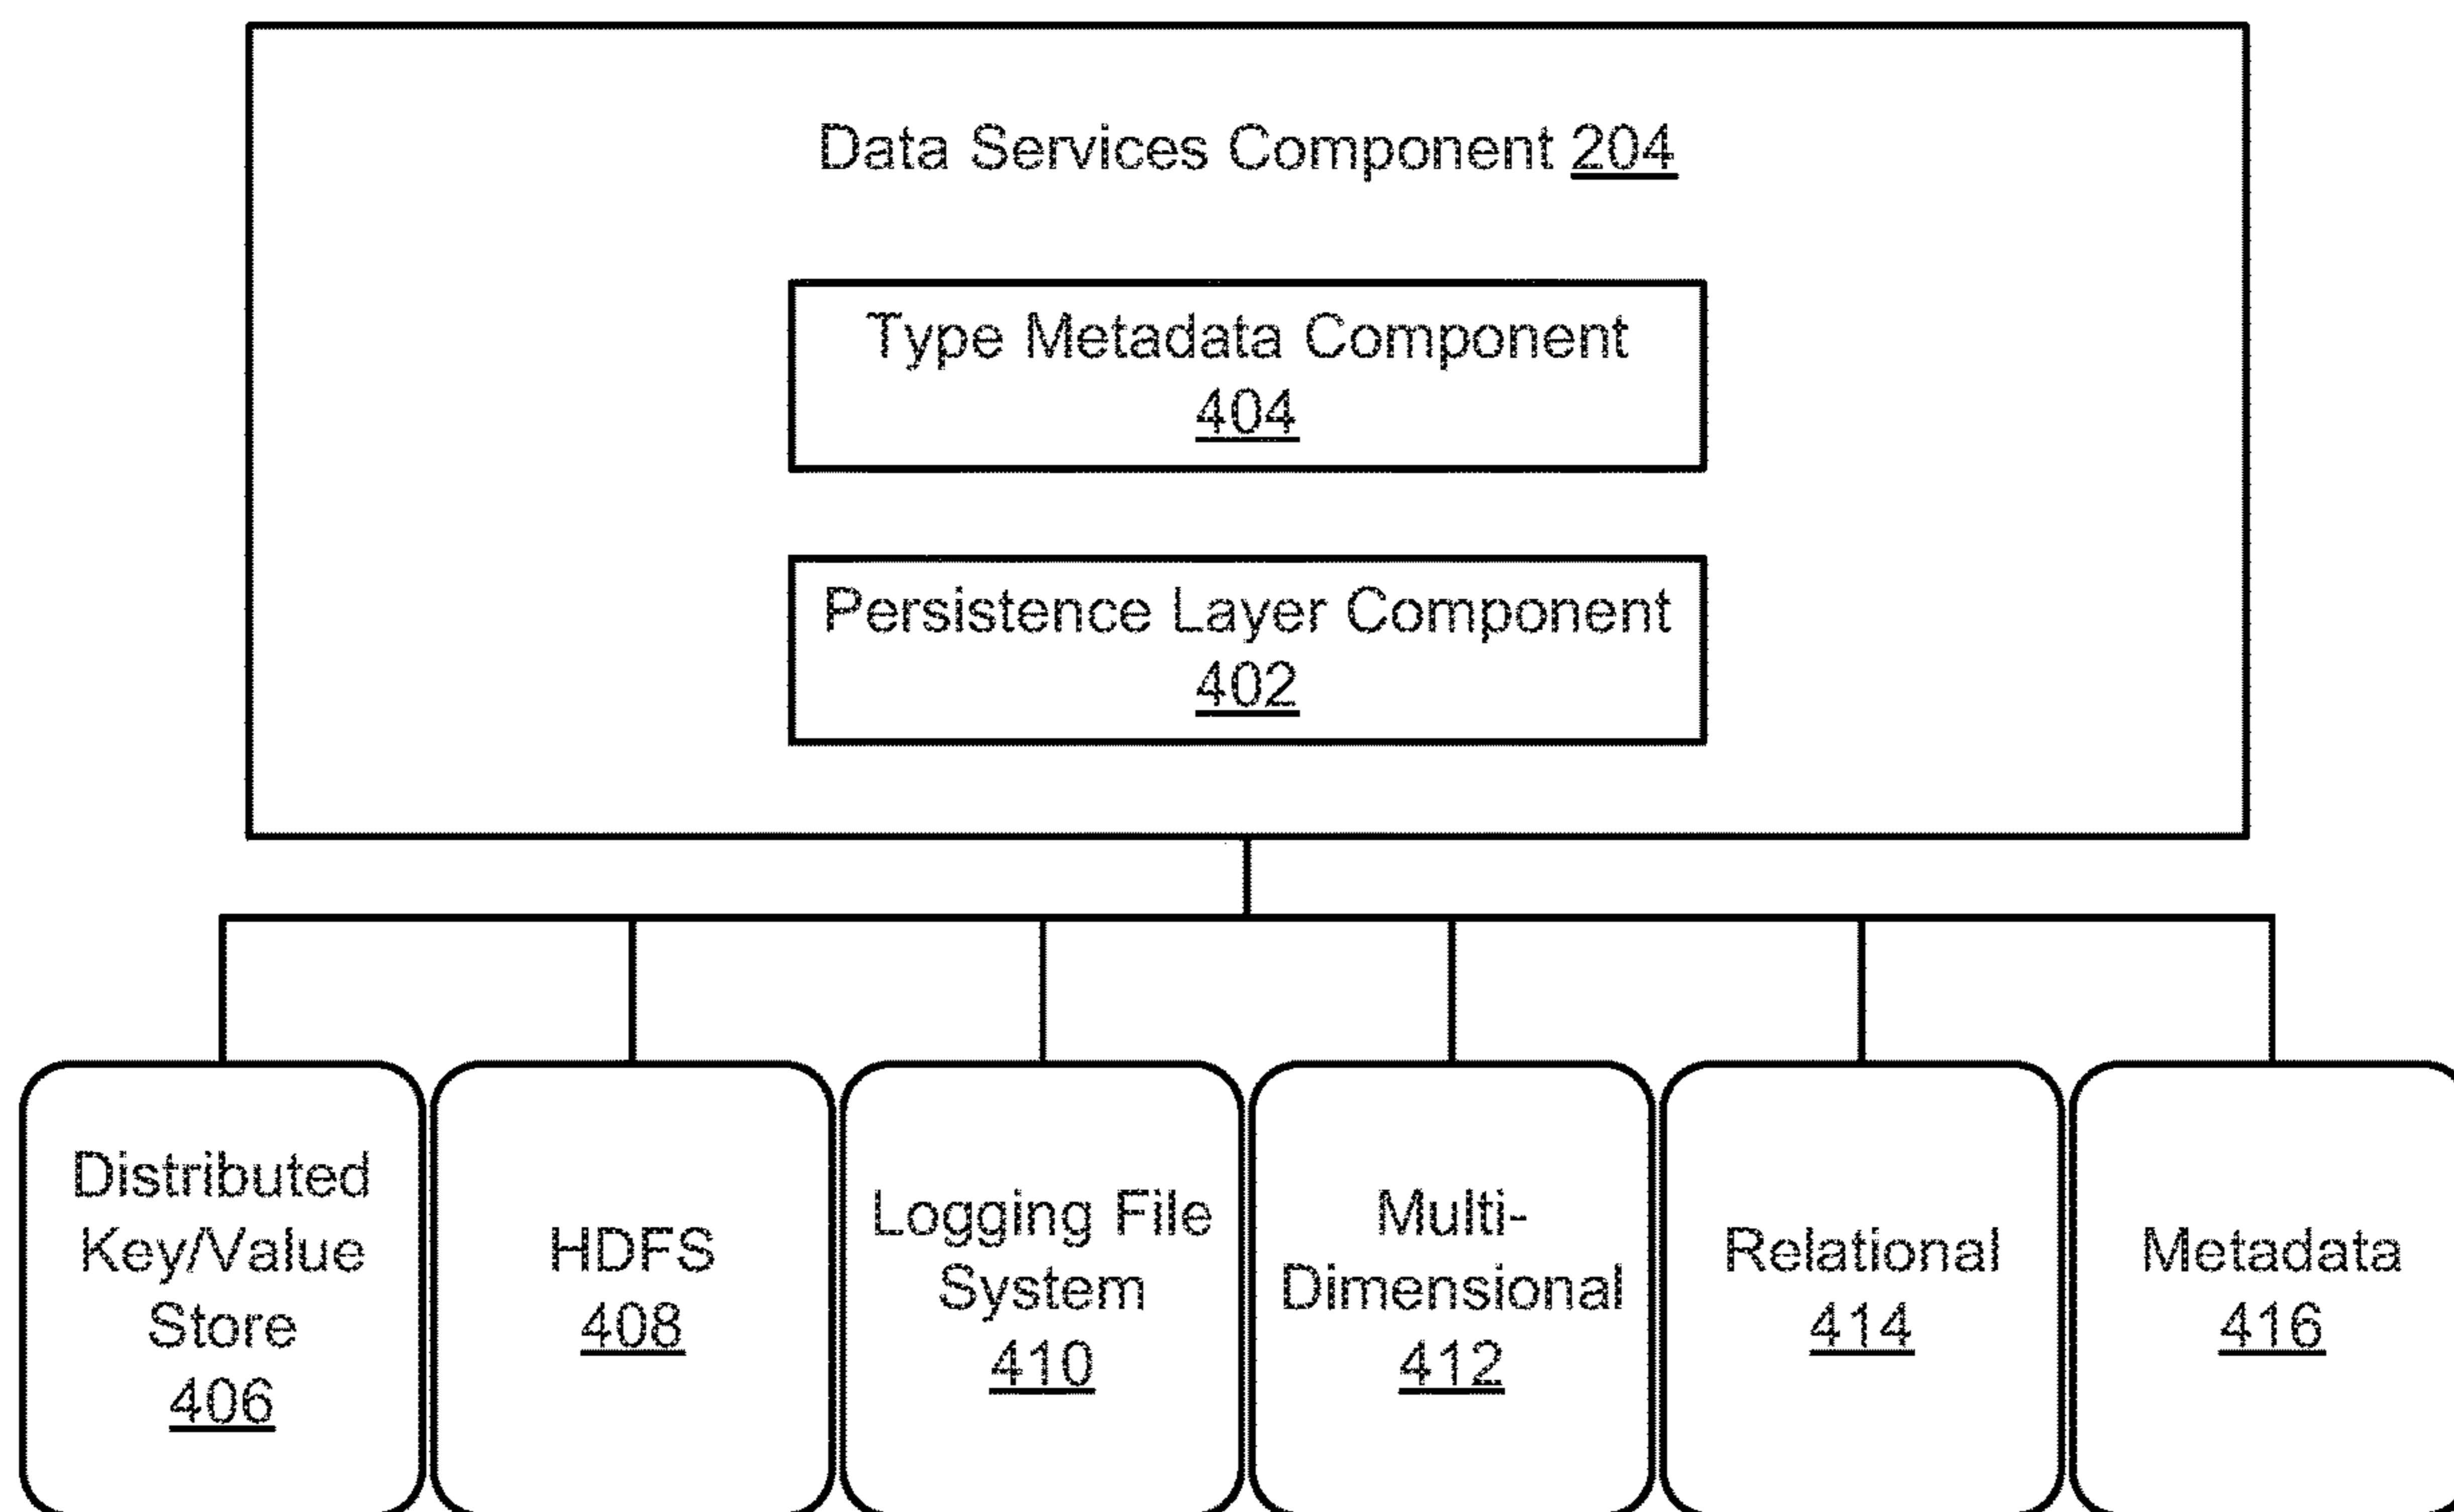 Data Services Component 204
Type Metadata Component
404
Persistence Layer Component
402
Distributed
Key/Value
Store
406
HDFS
408
Logging File
System
410
Multi-
Dimensional
412
Relational
414
Metadata
416